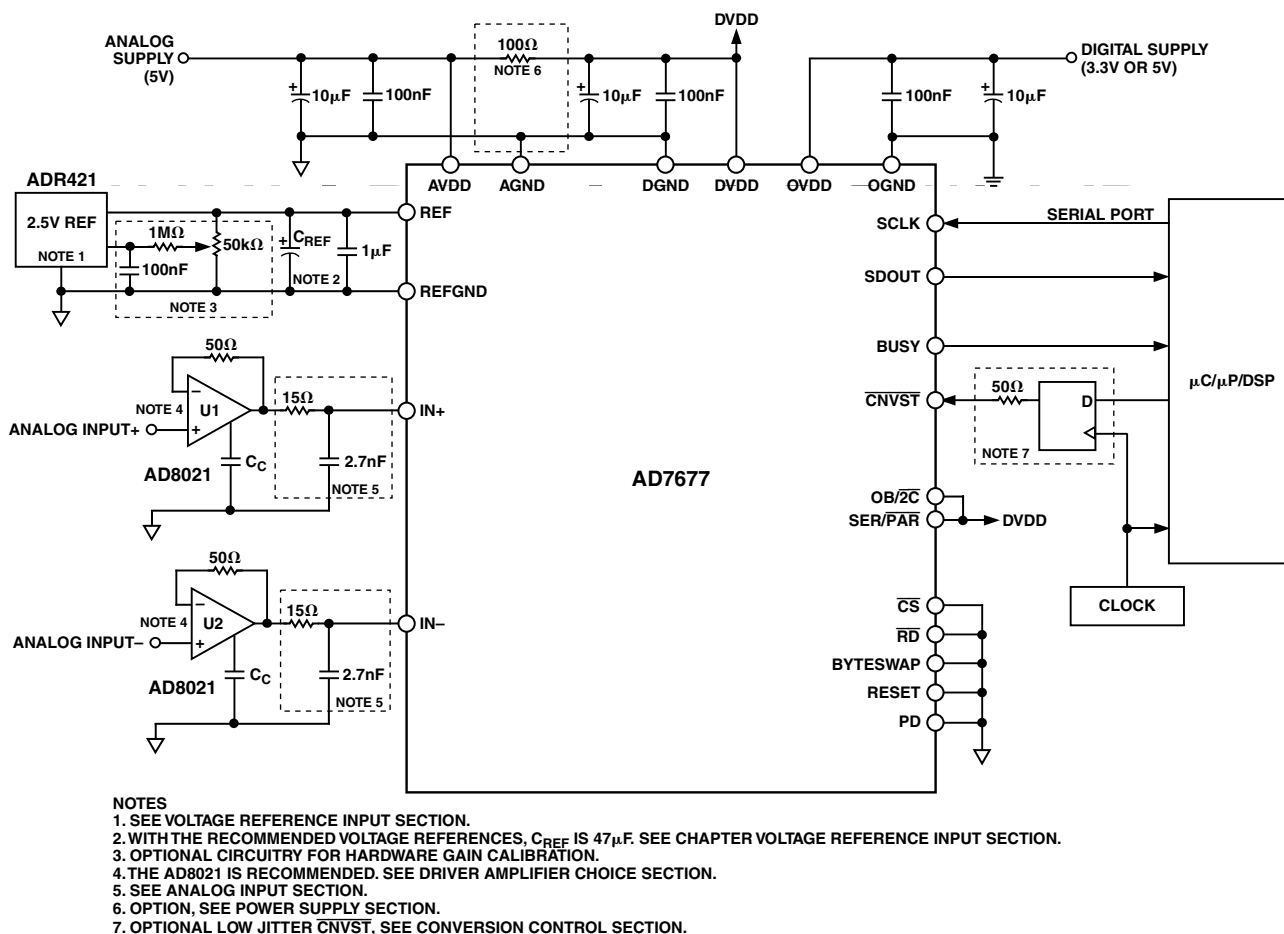 DVDD
ANALOG
SUPPLY
(5V)
100Ω
NOTE 6
DIGITAL SUPPLY
(3.3V OR 5V)
+
10μF
100nF
+
10μF
100nF
100nF
+
10μF
AVDD
AGND
DGND
DVDD
OVDD
OGND
ADR421
2.5V REF
NOTE 1
1MΩ
50kΩ
100nF
NOTE 3
+
CREF
NOTE 2
1μF
REF
REFGND
SCLK
SERIAL PORT
SDOUT
BUSY
CNVST
50Ω
D
NOTE 7
μC/μP/DSP
50Ω
NOTE 4
−
U1
+
15Ω
IN+
ANALOG INPUT+
CC
2.7nF
AD8021
NOTE 5
AD7677
OB/2C
SER/PAR
DVDD
50Ω
NOTE 4
−
U2
+
15Ω
IN−
ANALOG INPUT−
CC
2.7nF
AD8021
NOTE 5
CLOCK
CS
RD
BYTESWAP
RESET
PD
NOTES
1. SEE VOLTAGE REFERENCE INPUT SECTION.
2. WITH THE RECOMMENDED VOLTAGE REFERENCES, CREF IS 47μF. SEE CHAPTER VOLTAGE REFERENCE INPUT SECTION.
3. OPTIONAL CIRCUITRY FOR HARDWARE GAIN CALIBRATION.
4. THE AD8021 IS RECOMMENDED. SEE DRIVER AMPLIFIER CHOICE SECTION.
5. SEE ANALOG INPUT SECTION.
6. OPTION, SEE POWER SUPPLY SECTION.
7. OPTIONAL LOW JITTER CNVST, SEE CONVERSION CONTROL SECTION.